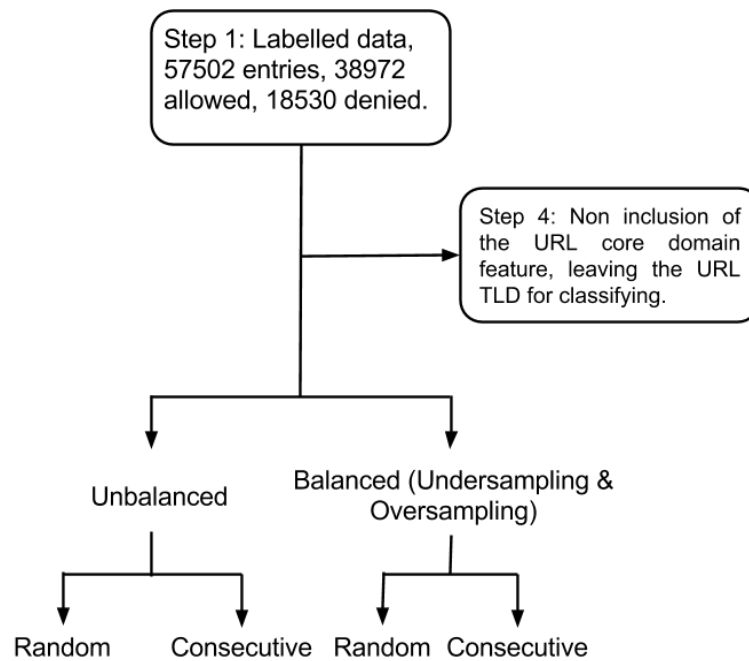 Step 1: Labelled data,
57502 entries, 38972
allowed, 18530 denied.
Step 4: Non inclusion of
the URL core domain
feature, leaving the URL
TLD for classifying.
Unbalanced
Balanced (Undersampling &
Oversampling)
Random
Consecutive
Random
Consecutive